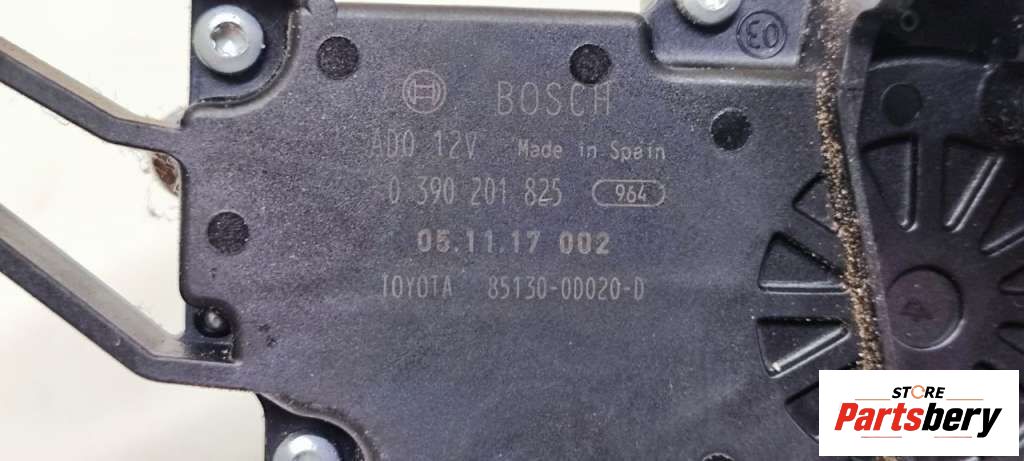 03
BOSCH
AD0 12V Made in Spain
0 390 201 825 964
05.11.17 002
TOYOTA 85130-0D020-D
STORE
Partsbery